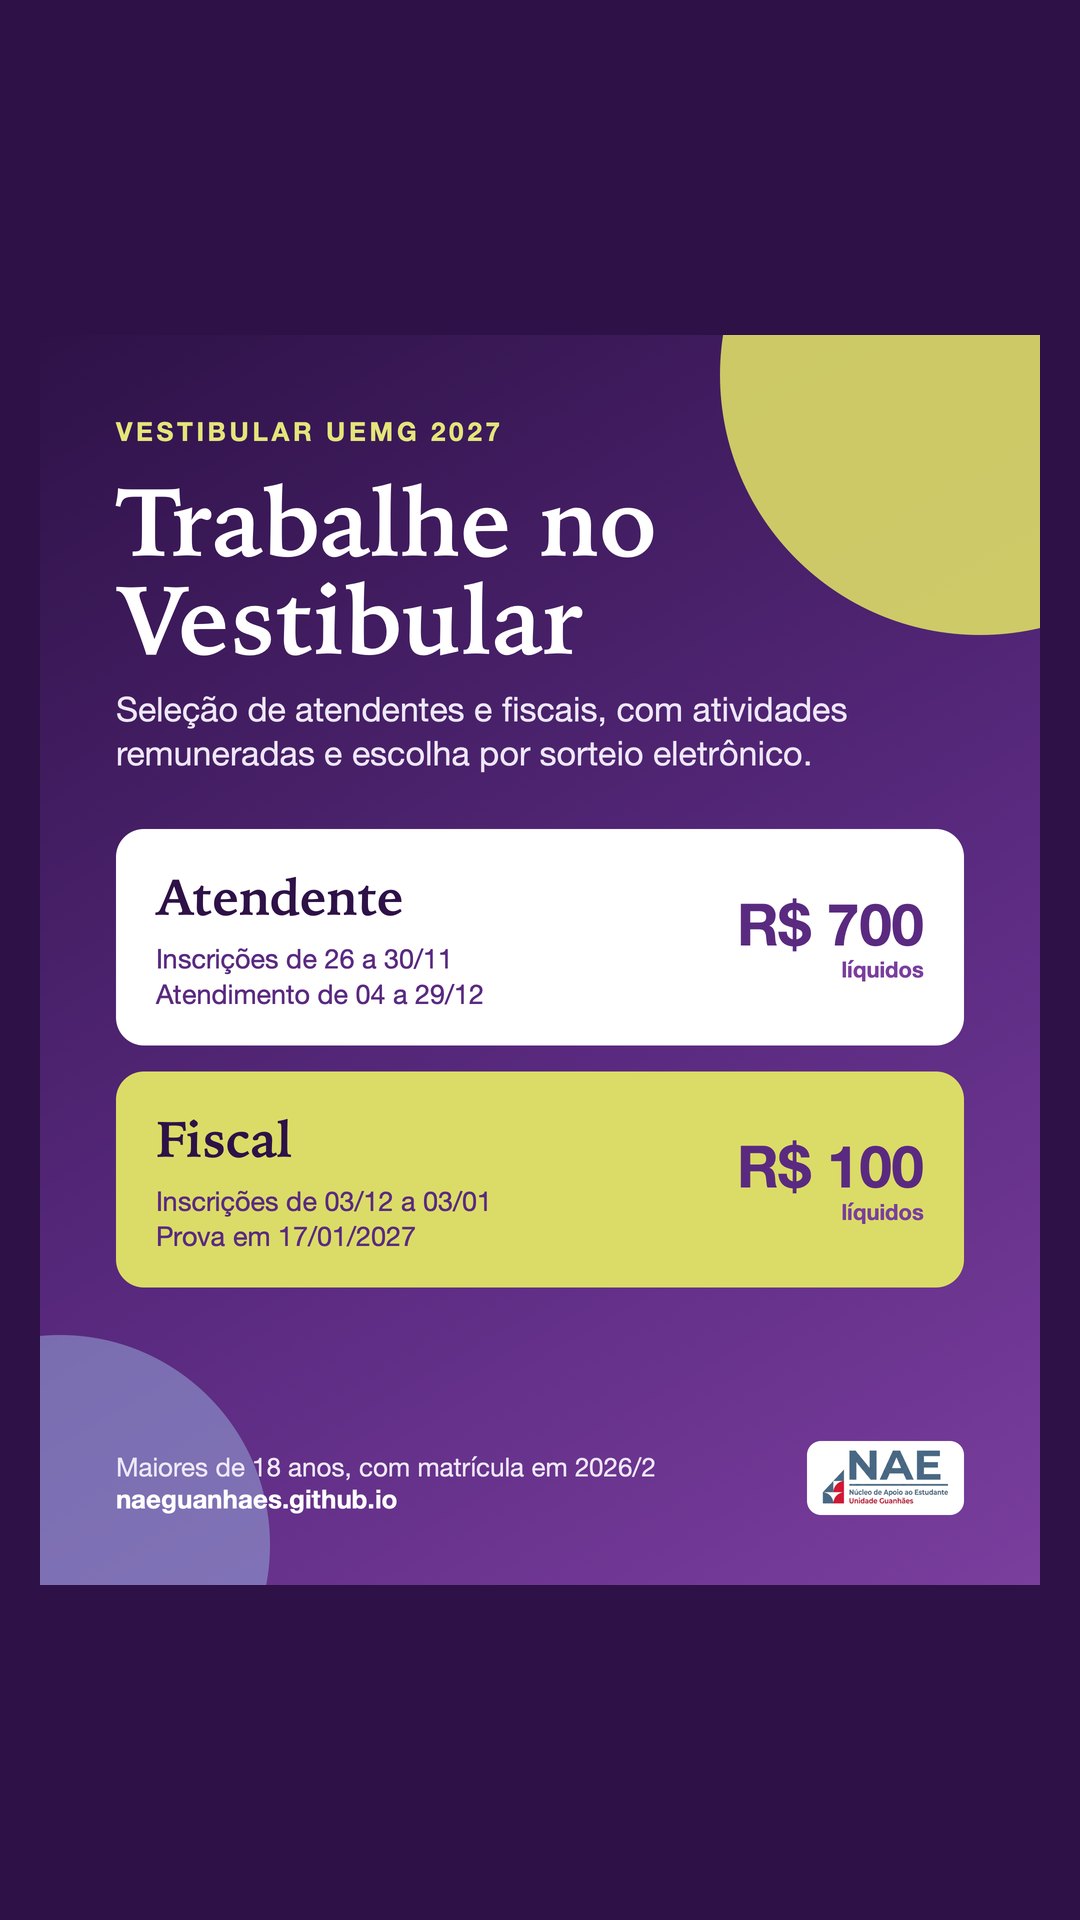 VESTIBULAR UEMG 2027
Trabalhe no
Vestibular
Seleção de atendentes e fiscais, com atividades
remuneradas e escolha por sorteio eletrônico.
Atendente
Inscrições de 26 a 30/11
Atendimento de 04 a 29/12
R$ 700
líquidos
Fiscal
Inscrições de 03/12 a 03/01
Prova em 17/01/2027
R$ 100
líquidos
Maiores de 18 anos, com matrícula em 2026/2
naeguanhaes.github.io
NAE
Núcleo de Apoio ao Estudante
Unidade Guanhães